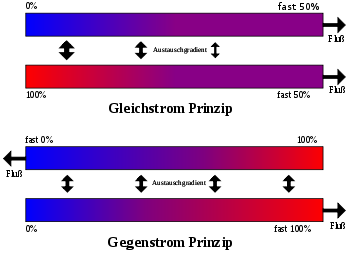 0% fast 50%
Fluß
Austauschgradient
100% fast 50%
Fluß
Gleichstrom Prinzip
fast 0% 100%
Fluß
Austauschgradient
0% fast 100%
Fluß
Gegenstrom Prinzip